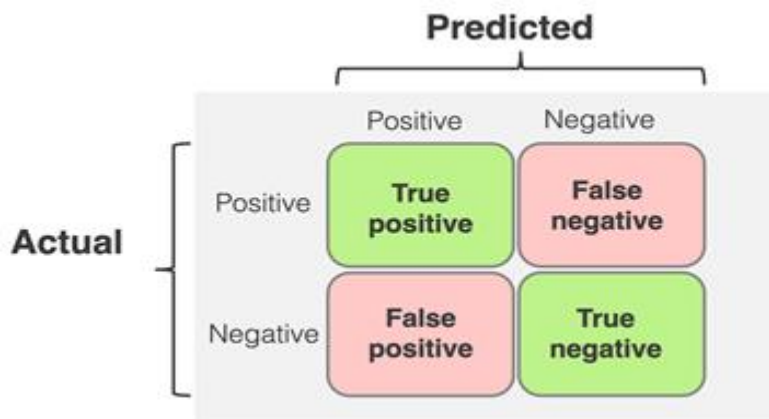 Predicted
Positive Negative
Positive
True
positive
False
negative
Actual
Negative
False
positive
True
negative